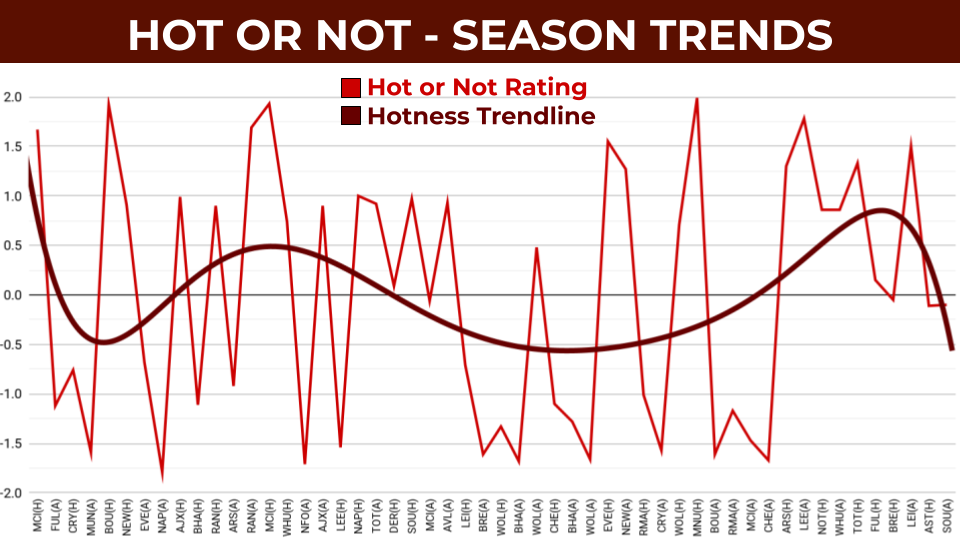 HOT OR NOT - SEASON TRENDS
Hot or Not Rating
Hotness Trendline
2.0
1.5
1.0
0.5
0.0
-0.5
-1.0
-1.5
-2.0
MCI(H)
FUL(A)
CRY(H)
MUN(A)
BOU(H)
NEW(H)
EVE(A)
NAP(A)
AJX(H)
BHA(H)
RAN(H)
ARS(A)
RAN(A)
MCI(H)
WHU(H)
NFO(A)
AJX(A)
LEE(H)
NAP(H)
TOT(A)
DER(H)
SOU(H)
MCI(A)
AVL(A)
LEI(H)
BRE(A)
WOL(H)
BHA(A)
WOL(A)
CHE(H)
BHA(A)
WOL(A)
EVE(H)
NEW(A)
RMA(H)
CRY(A)
WOL(H)
MNU(H)
BOU(A)
RMA(A)
MCI(A)
CHE(A)
ARS(H)
LEE(A)
NOT(H)
WHU(A)
TOT(H)
FUL(H)
BRE(H)
LEI(A)
AST(H)
SOU(A)